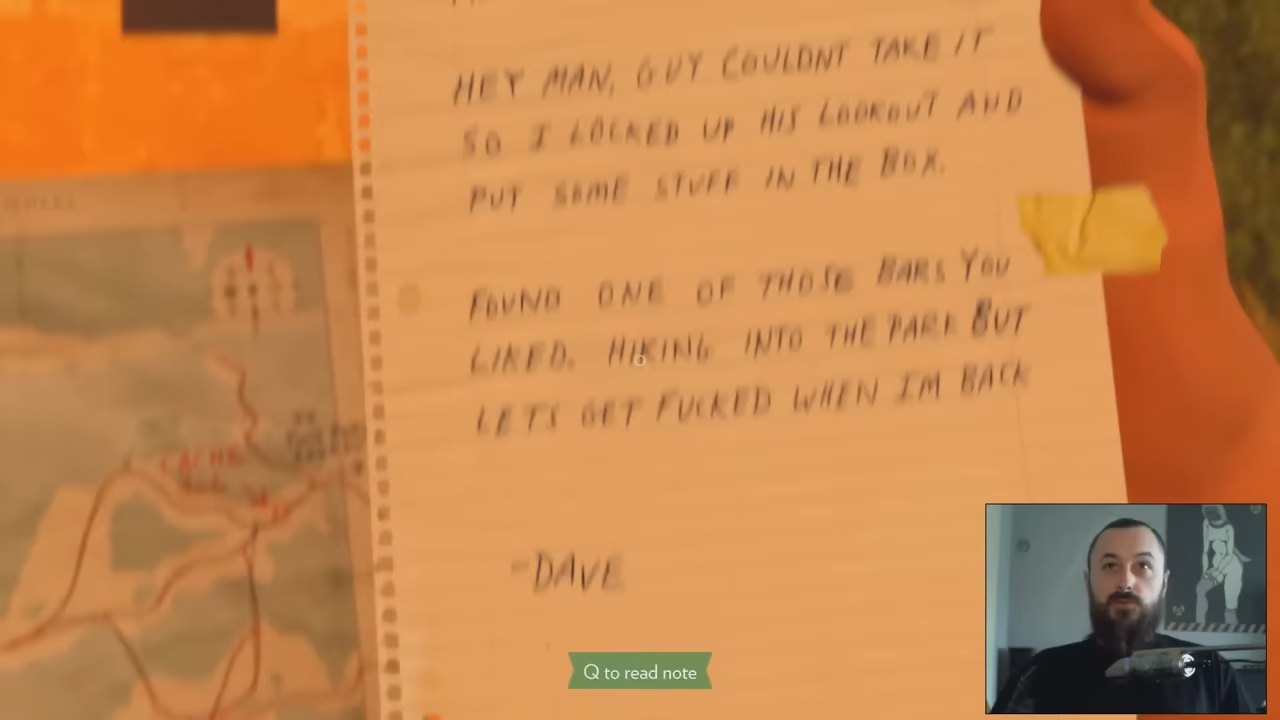 HEY MAN, GUY COULDNT TAKE IT
SO I LOCKED UP HIS LOOKOUT AND
PUT SOME STUFF IN THE BOX.
FOUND ONE OF THOSE BARS YOU
LIKED. HIKING INTO THE PARK BUT
LETS GET FUCKED WHEN IM BACK
-DAVE
CACHE
Q to read note